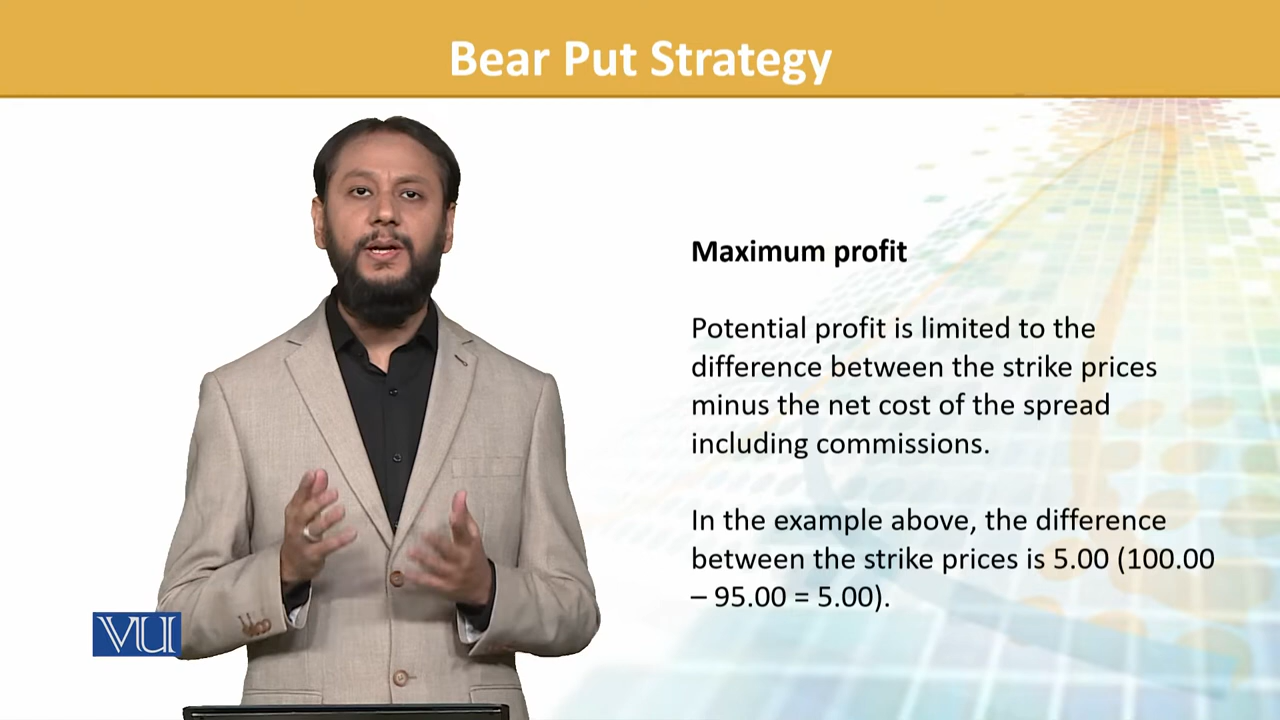 Bear Put Strategy
Maximum profit
Potential profit is limited to the
difference between the strike prices
minus the net cost of the spread
including commissions.
In the example above, the difference
between the strike prices is 5.00 (100.00
– 95.00 = 5.00).
VU